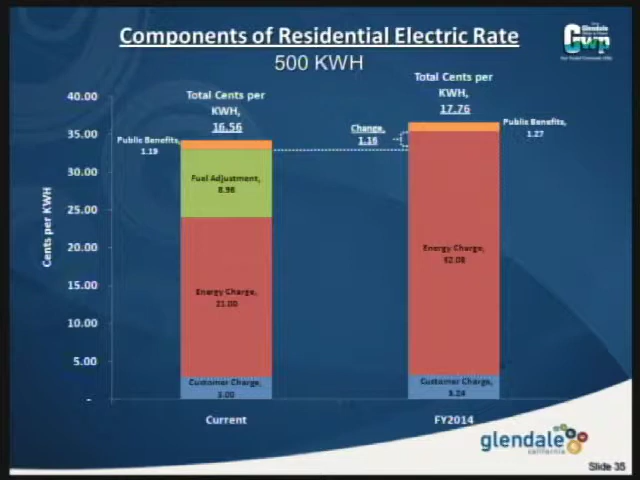 Components of Residential Electric Rate
500 KWH
Glendale
GWP
Total Cents per
KWH,
16.56
Total Cents per
KWH,
17.76
40.00
35.00
30.00
25.00
20.00
15.00
10.00
5.00
-
Cents per KWH
Public Benefits,
1.19
Fuel Adjustment,
8.96
Energy Charge,
21.00
Customer Charge,
3.00
Change,
1.16
Public Benefits,
1.27
Energy Charge,
32.08
Customer Charge,
3.24
Current
FY2014
glendale
california
Slide 35